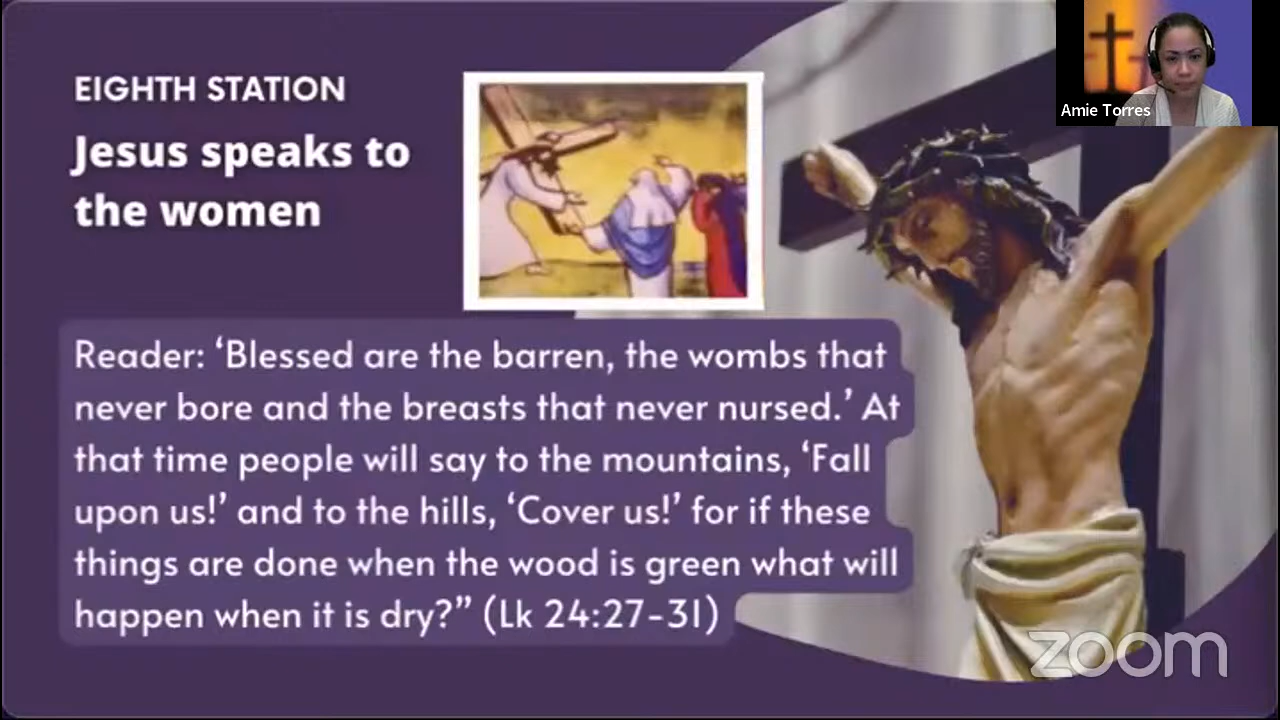 EIGHTH STATION
Jesus speaks to
the women
Reader: ‘Blessed are the barren, the wombs that
never bore and the breasts that never nursed.’ At
that time people will say to the mountains, ‘Fall
upon us!’ and to the hills, ‘Cover us!’ for if these
things are done when the wood is green what will
happen when it is dry?” (Lk 24:27-31)
Amie Torres
zoom